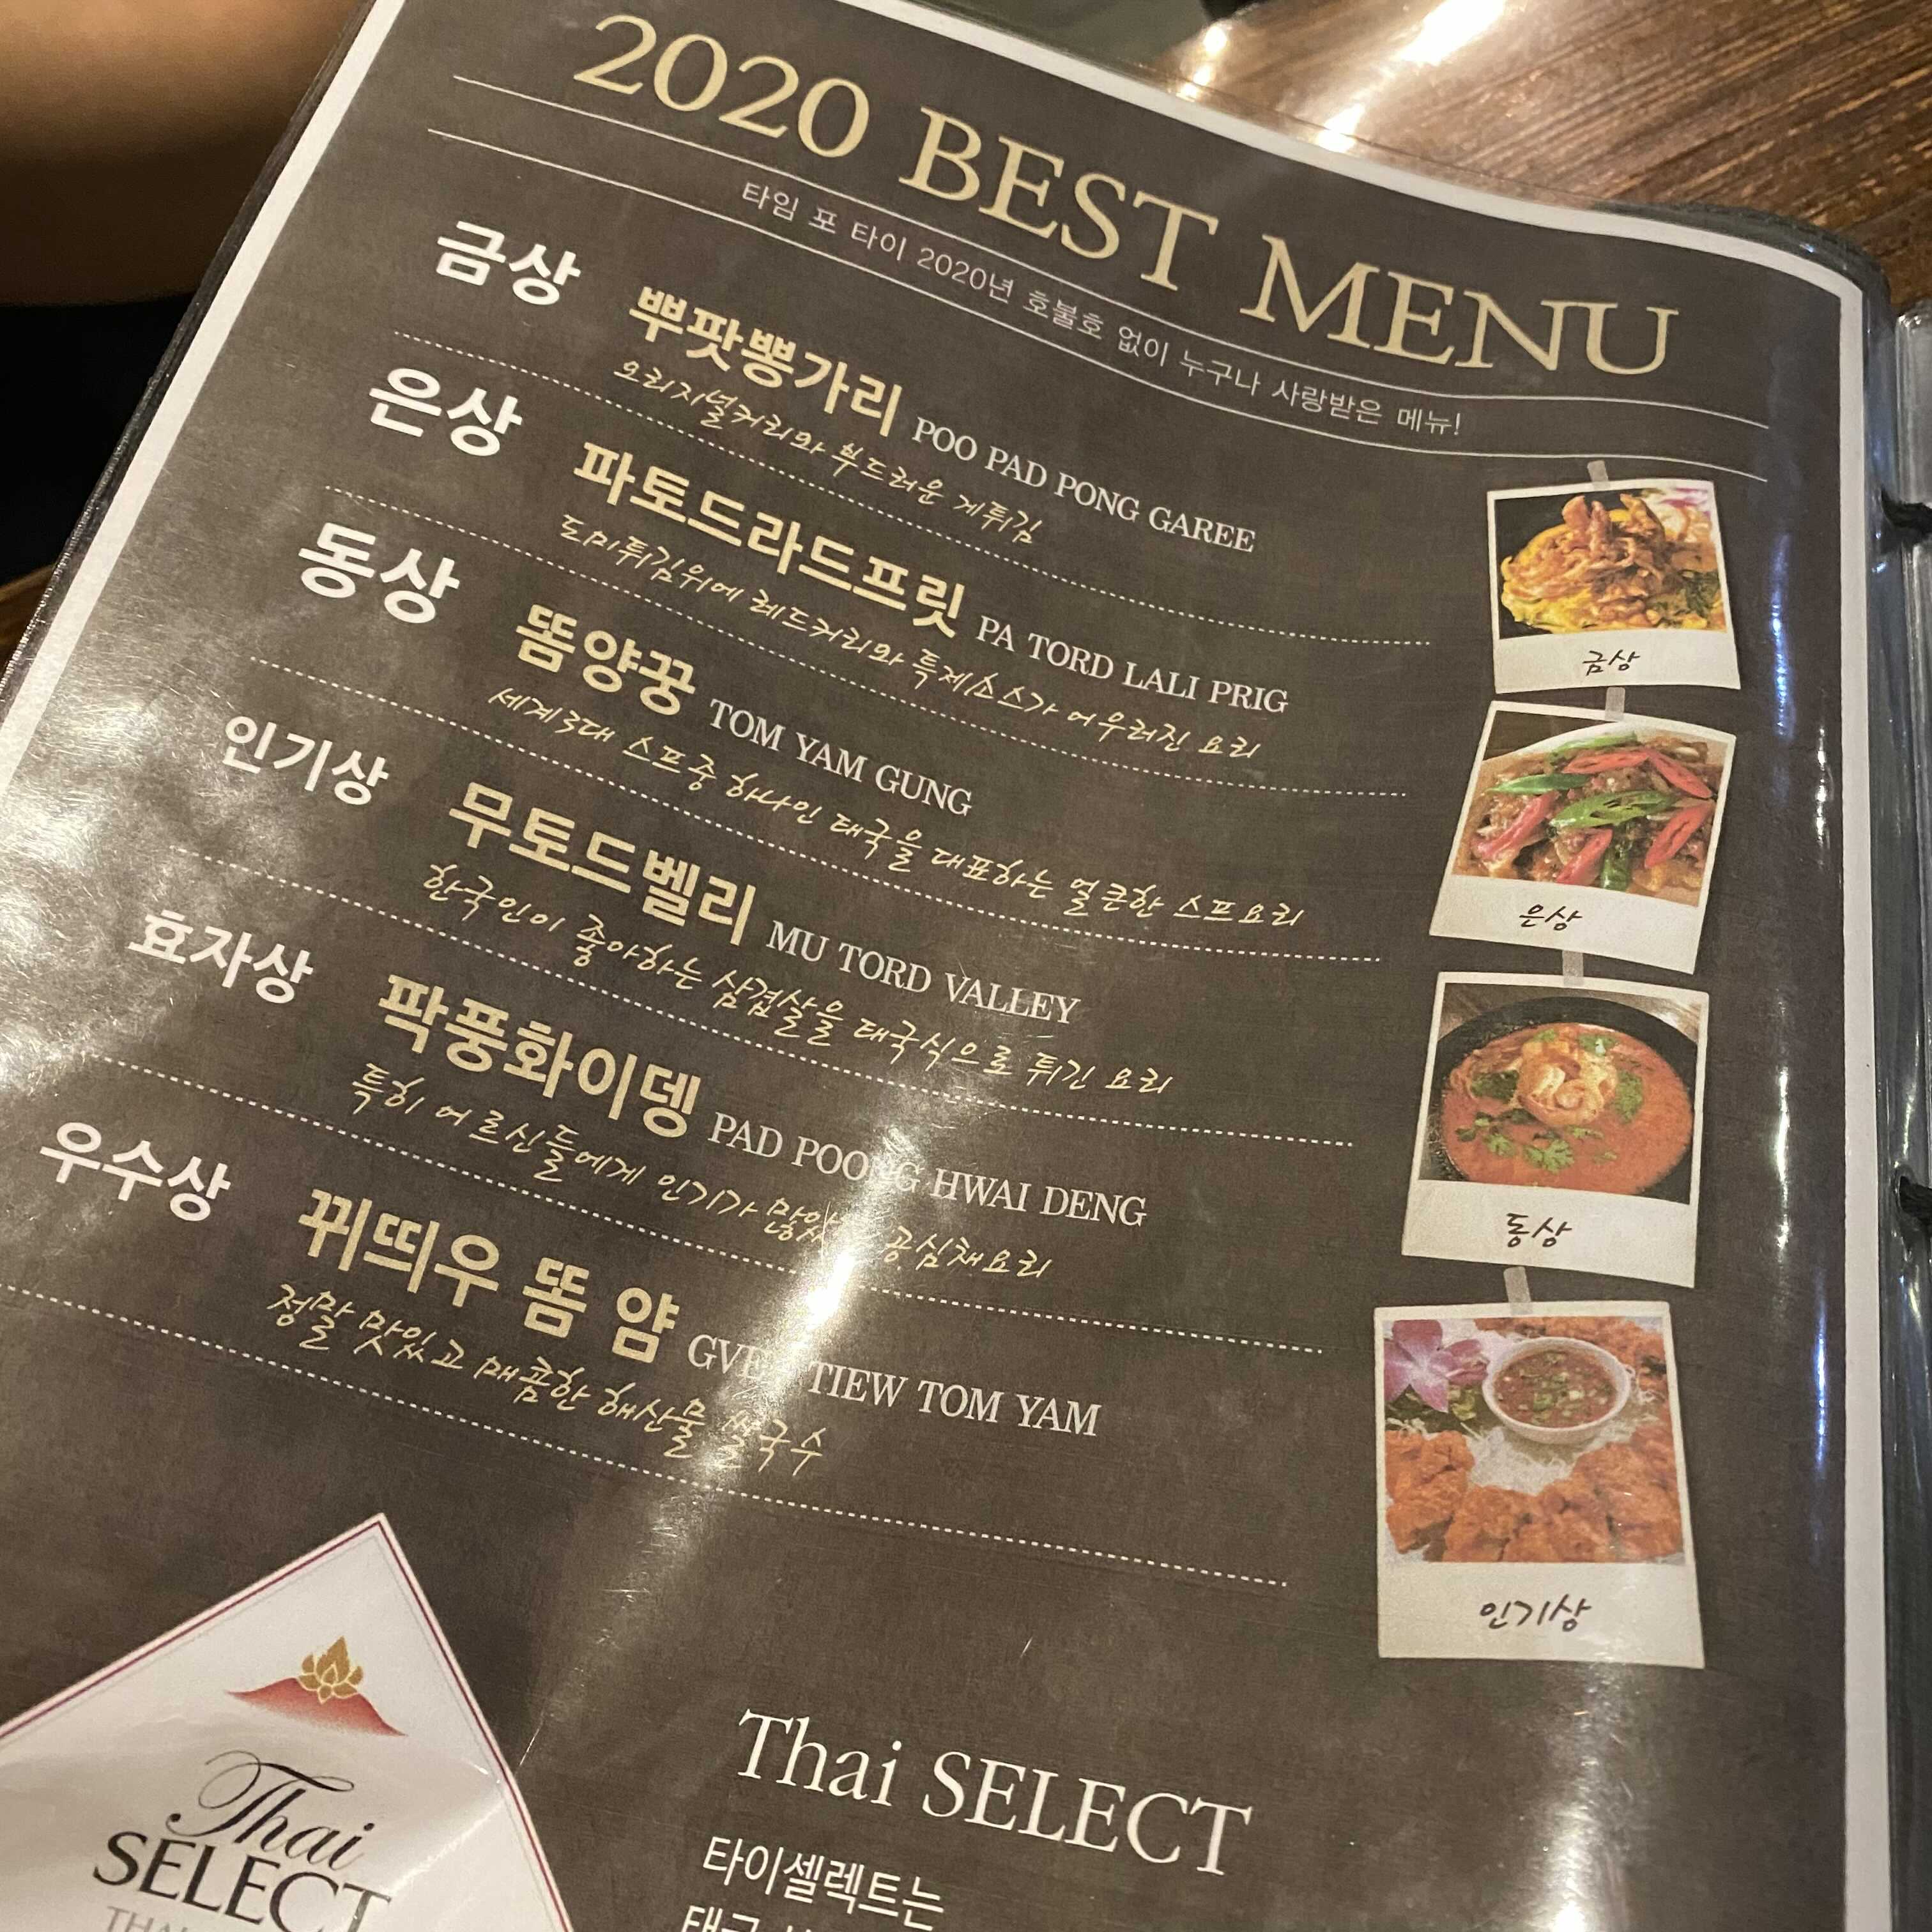 2020 BEST MENU
타임 포 타이 2020년 호불호 없이 누구나 사랑받은 메뉴!
금상 뿌팟뽕가리 POO PAD PONG GAREE
오리지널커리와 부드러운 게튀김
은상 파토드라드프릿 PA TORD LALI PRIG
도미튀김위에 레드커리와 특제소스가 어우러진 요리
동상 똠양꿍 TOM YAM GUNG
세계3대 스프중 하나인 태국을 대표하는 얼큰한 스프요리
인기상 무토드벨리 MU TORD VALLEY
한국인이 좋아하는 삼겹살을 태국식으로 튀긴 요리
효자상 팍풍화이뎅 PAD POONG HWAI DENG
특히 어르신들에게 인기가 공심채요리
우수상 뀌띄우 똠 얌 TIEW TOM YAM
정말 맛있고 매콤한 해산물 쌀국수
금상
은상
동상
인기상
Thai
SELECT
Thai SELECT
타이셀렉트는